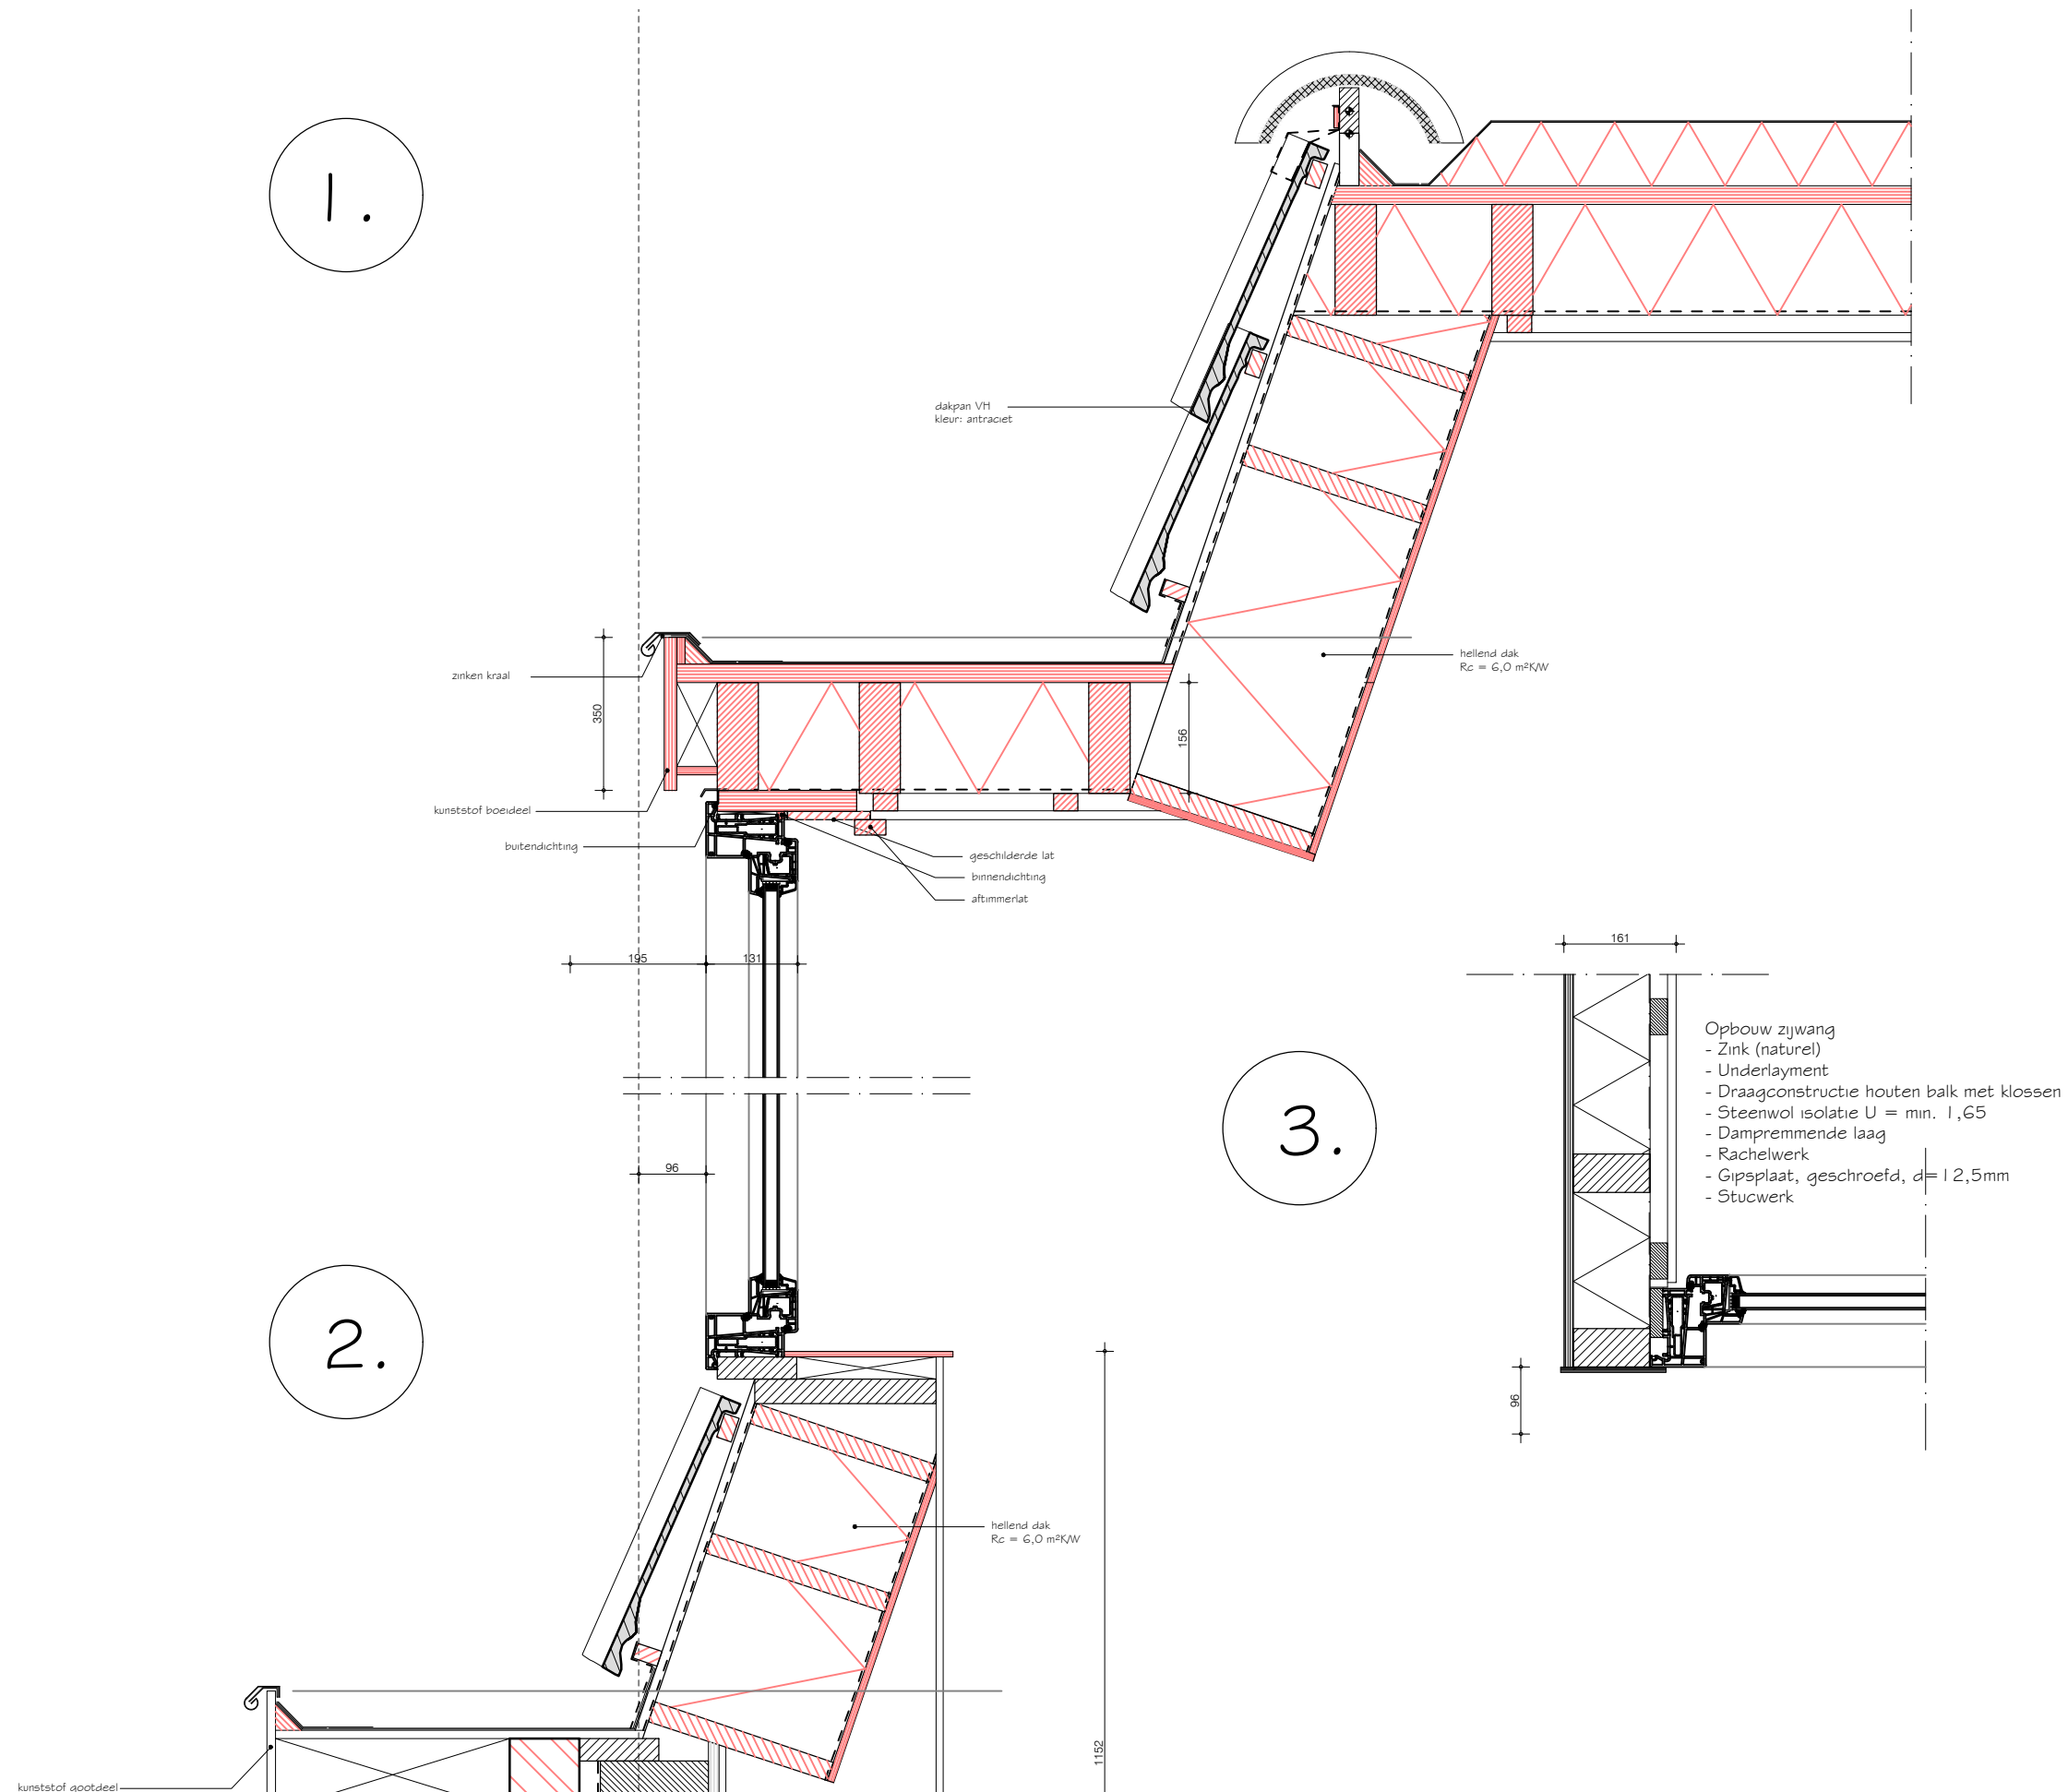 1.
dakpan VH
kleur: antraciet
zinken kraal
350
hellend dak
Rc = 6,0 m²K/W
156
kunststof boeideel
buitendichting
geschilderde lat
binnendichting
aftimmerlat
195
131
96
161
3.
Opbouw zijwang
- Zink (naturel)
- Underlayment
- Draagconstructie houten balk met klossen
- Steenwol isolatie U = min. 1,65
- Dampremmende laag
- Rachelwerk
- Gipsplaat, geschroefd, d=12,5mm
- Stucwerk
96
2.
hellend dak
Rc = 6,0 m²K/W
1152
kunststof gootdeel